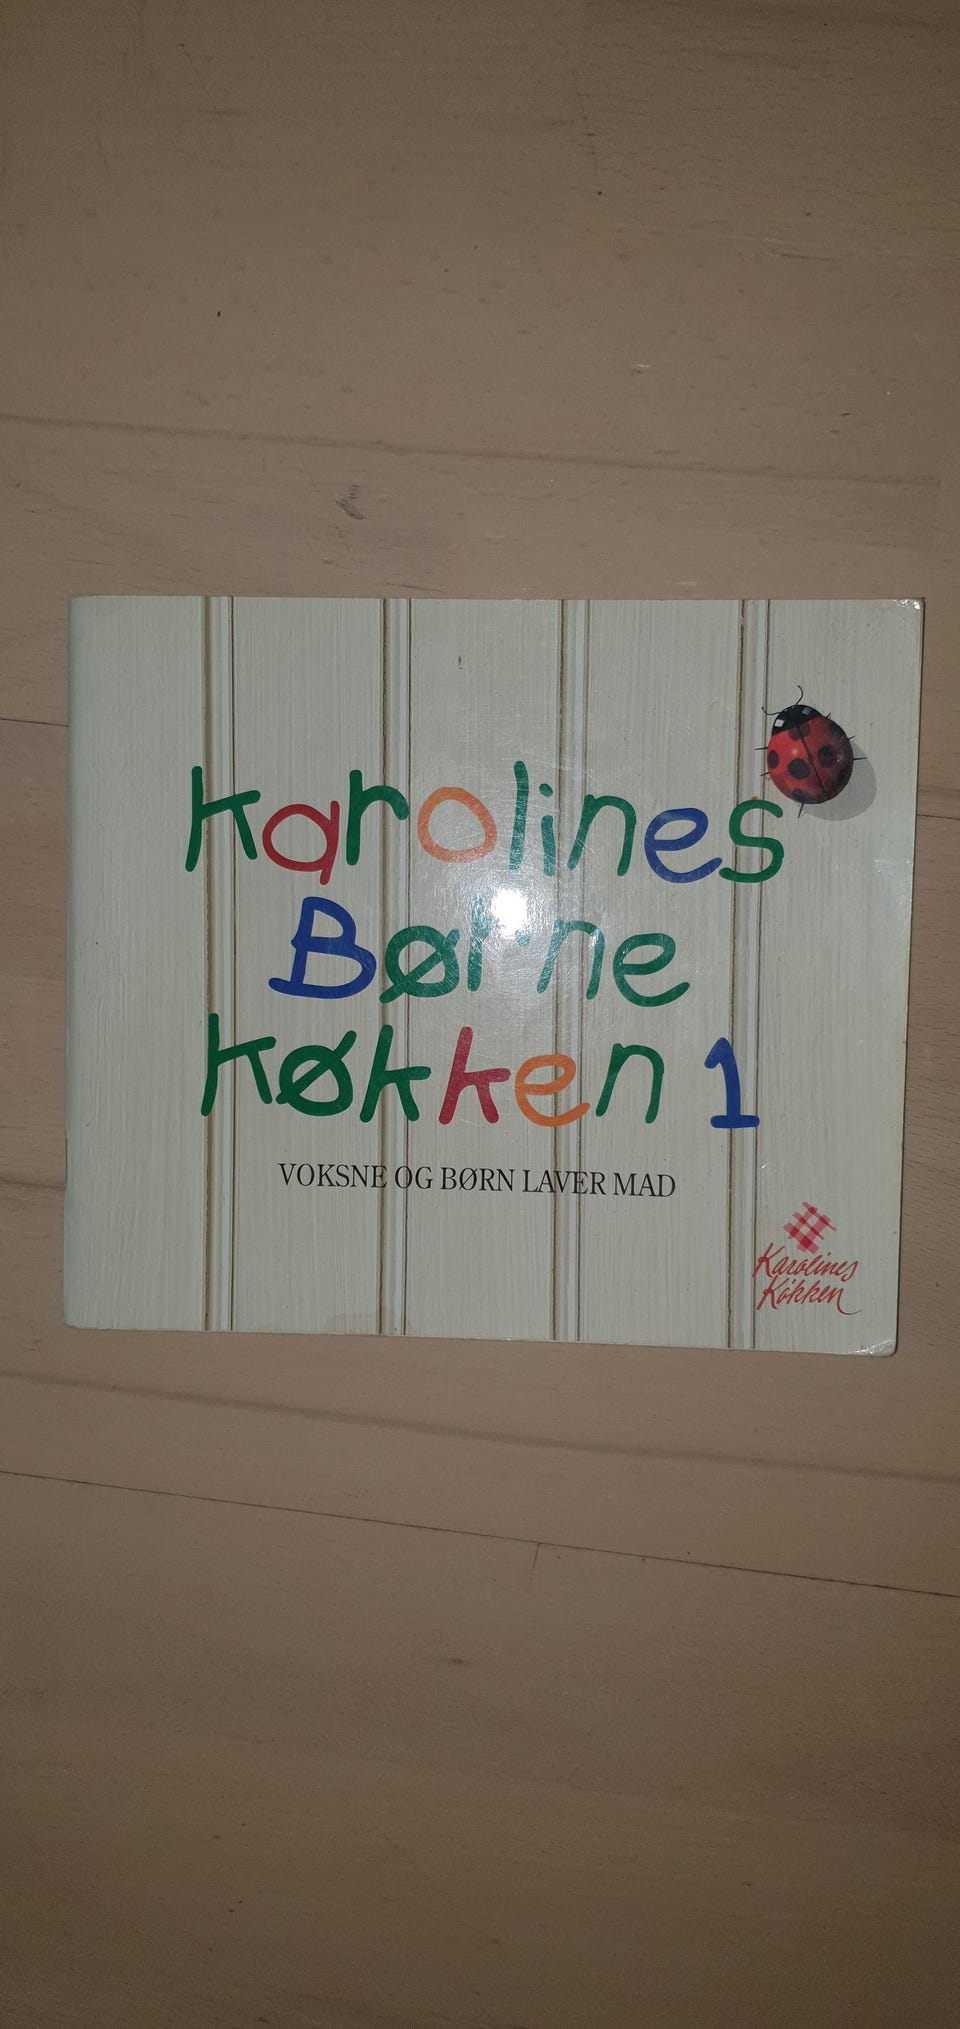 Karolines
Børne
Køkken 1
VOKSNE OG BØRN LAVER MAD
Karolines
Køkken